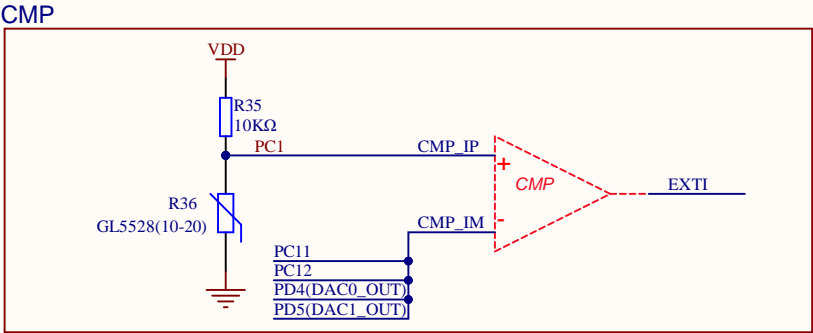 CMP
VDD
R35
10KΩ
PC1
CMP_IP
+
CMP
EXTI
R36
GL5528(10-20)
CMP_IM
-
PC11
PC12
PD4(DAC0_OUT)
PD5(DAC1_OUT)